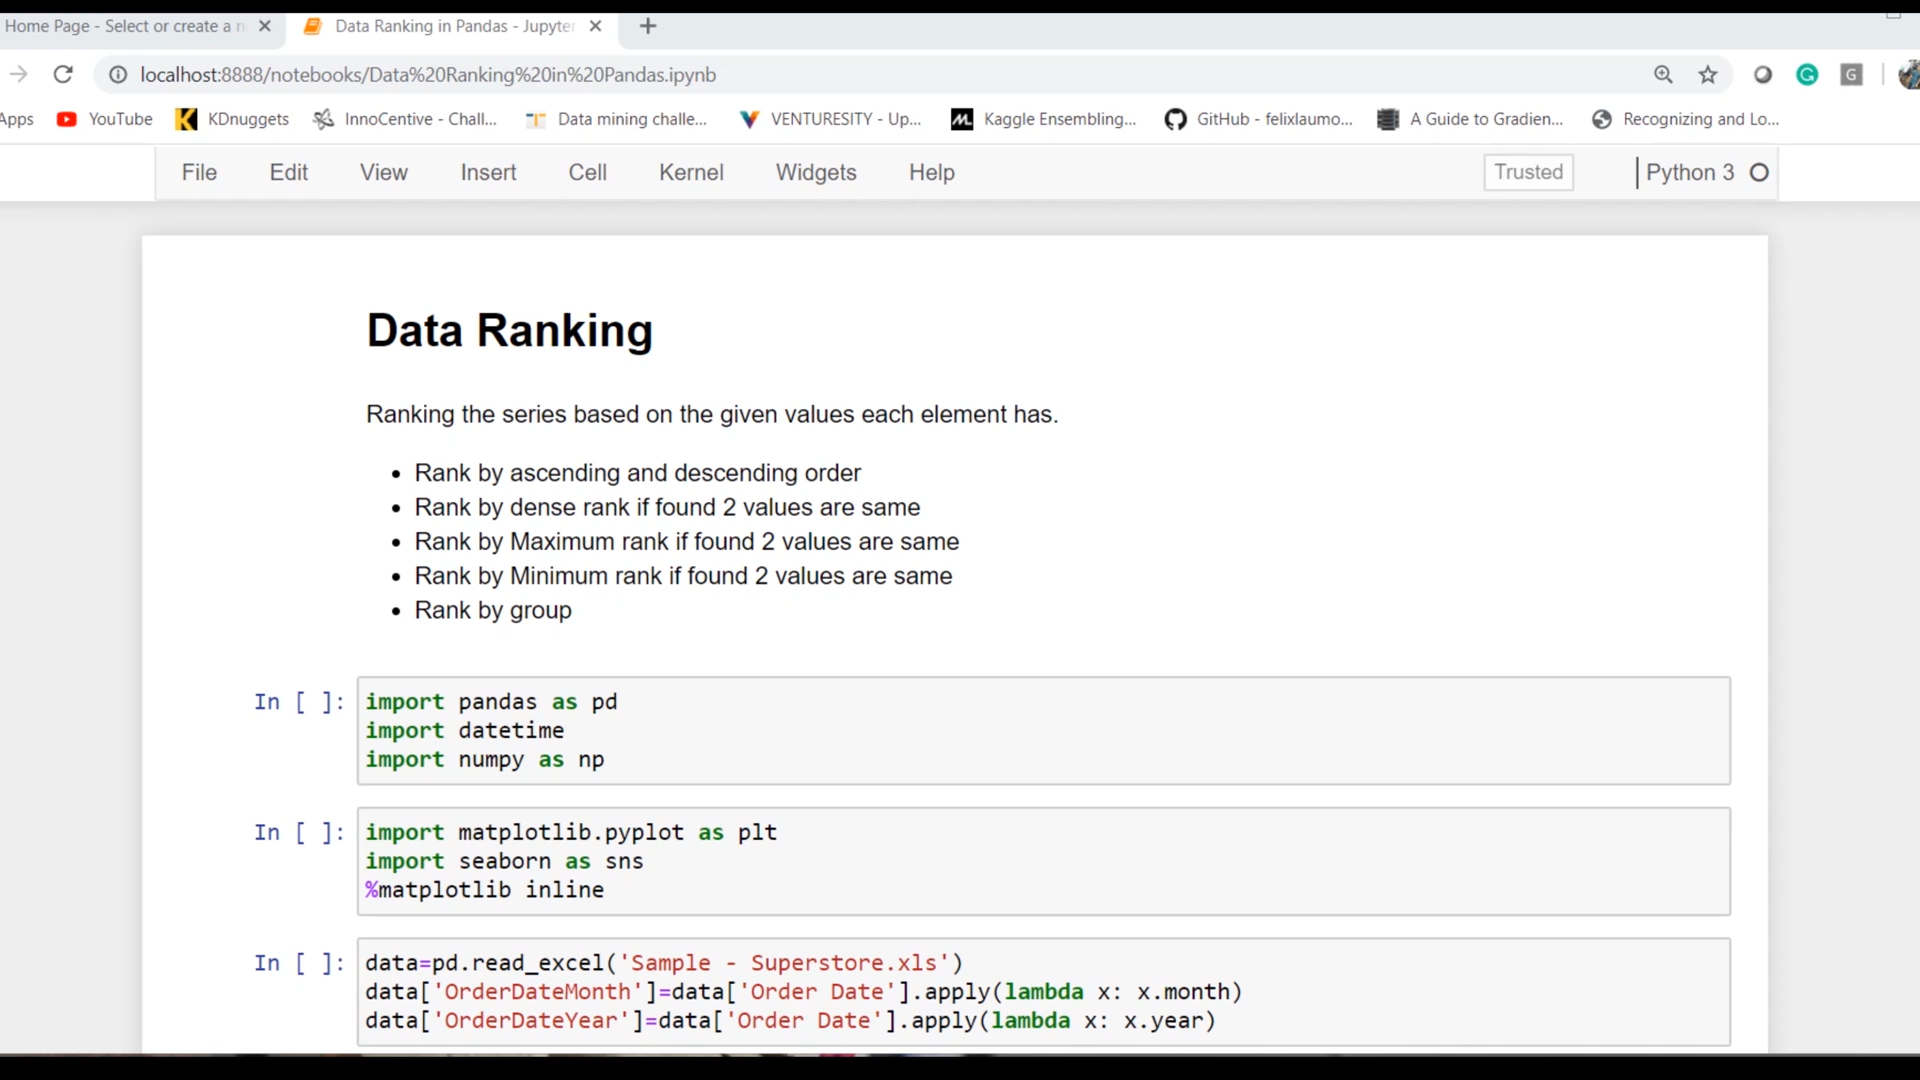 Home Page - Select or create a n
Data Ranking in Pandas - Jupyter
localhost:8888/notebooks/Data%20Ranking%20in%20Pandas.ipynb
G
G
Apps
YouTube
K
KDnuggets
InnoCentive - Chall...
Data mining challe...
VENTURESITY - Up...
Kaggle Ensembling...
GitHub - felixlaumo...
A Guide to Gradien...
Recognizing and Lo...
File Edit View Insert Cell Kernel Widgets Help
Trusted
Python 3
Data Ranking
Ranking the series based on the given values each element has.
• Rank by ascending and descending order
• Rank by dense rank if found 2 values are same
• Rank by Maximum rank if found 2 values are same
• Rank by Minimum rank if found 2 values are same
• Rank by group
In [ ]: import pandas as pd
import datetime
import numpy as np
In [ ]: import matplotlib.pyplot as plt
import seaborn as sns
%matplotlib inline
In [ ]: data=pd.read_excel('Sample - Superstore.xls')
data['OrderDateMonth']=data['Order Date'].apply(lambda x: x.month)
data['OrderDateYear']=data['Order Date'].apply(lambda x: x.year)